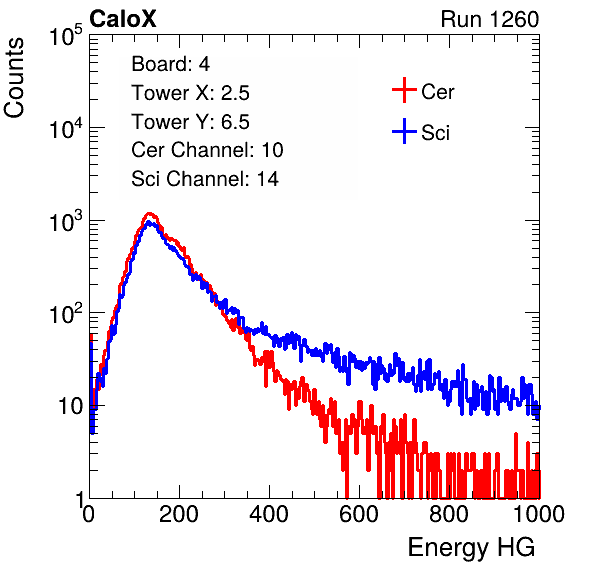 CaloX Run 1260
Counts
10^5
10^4
10^3
10^2
10
1
Board: 4
Tower X: 2.5
Tower Y: 6.5
Cer Channel: 10
Sci Channel: 14
Cer
Sci
0 200 400 600 800 1000
Energy HG